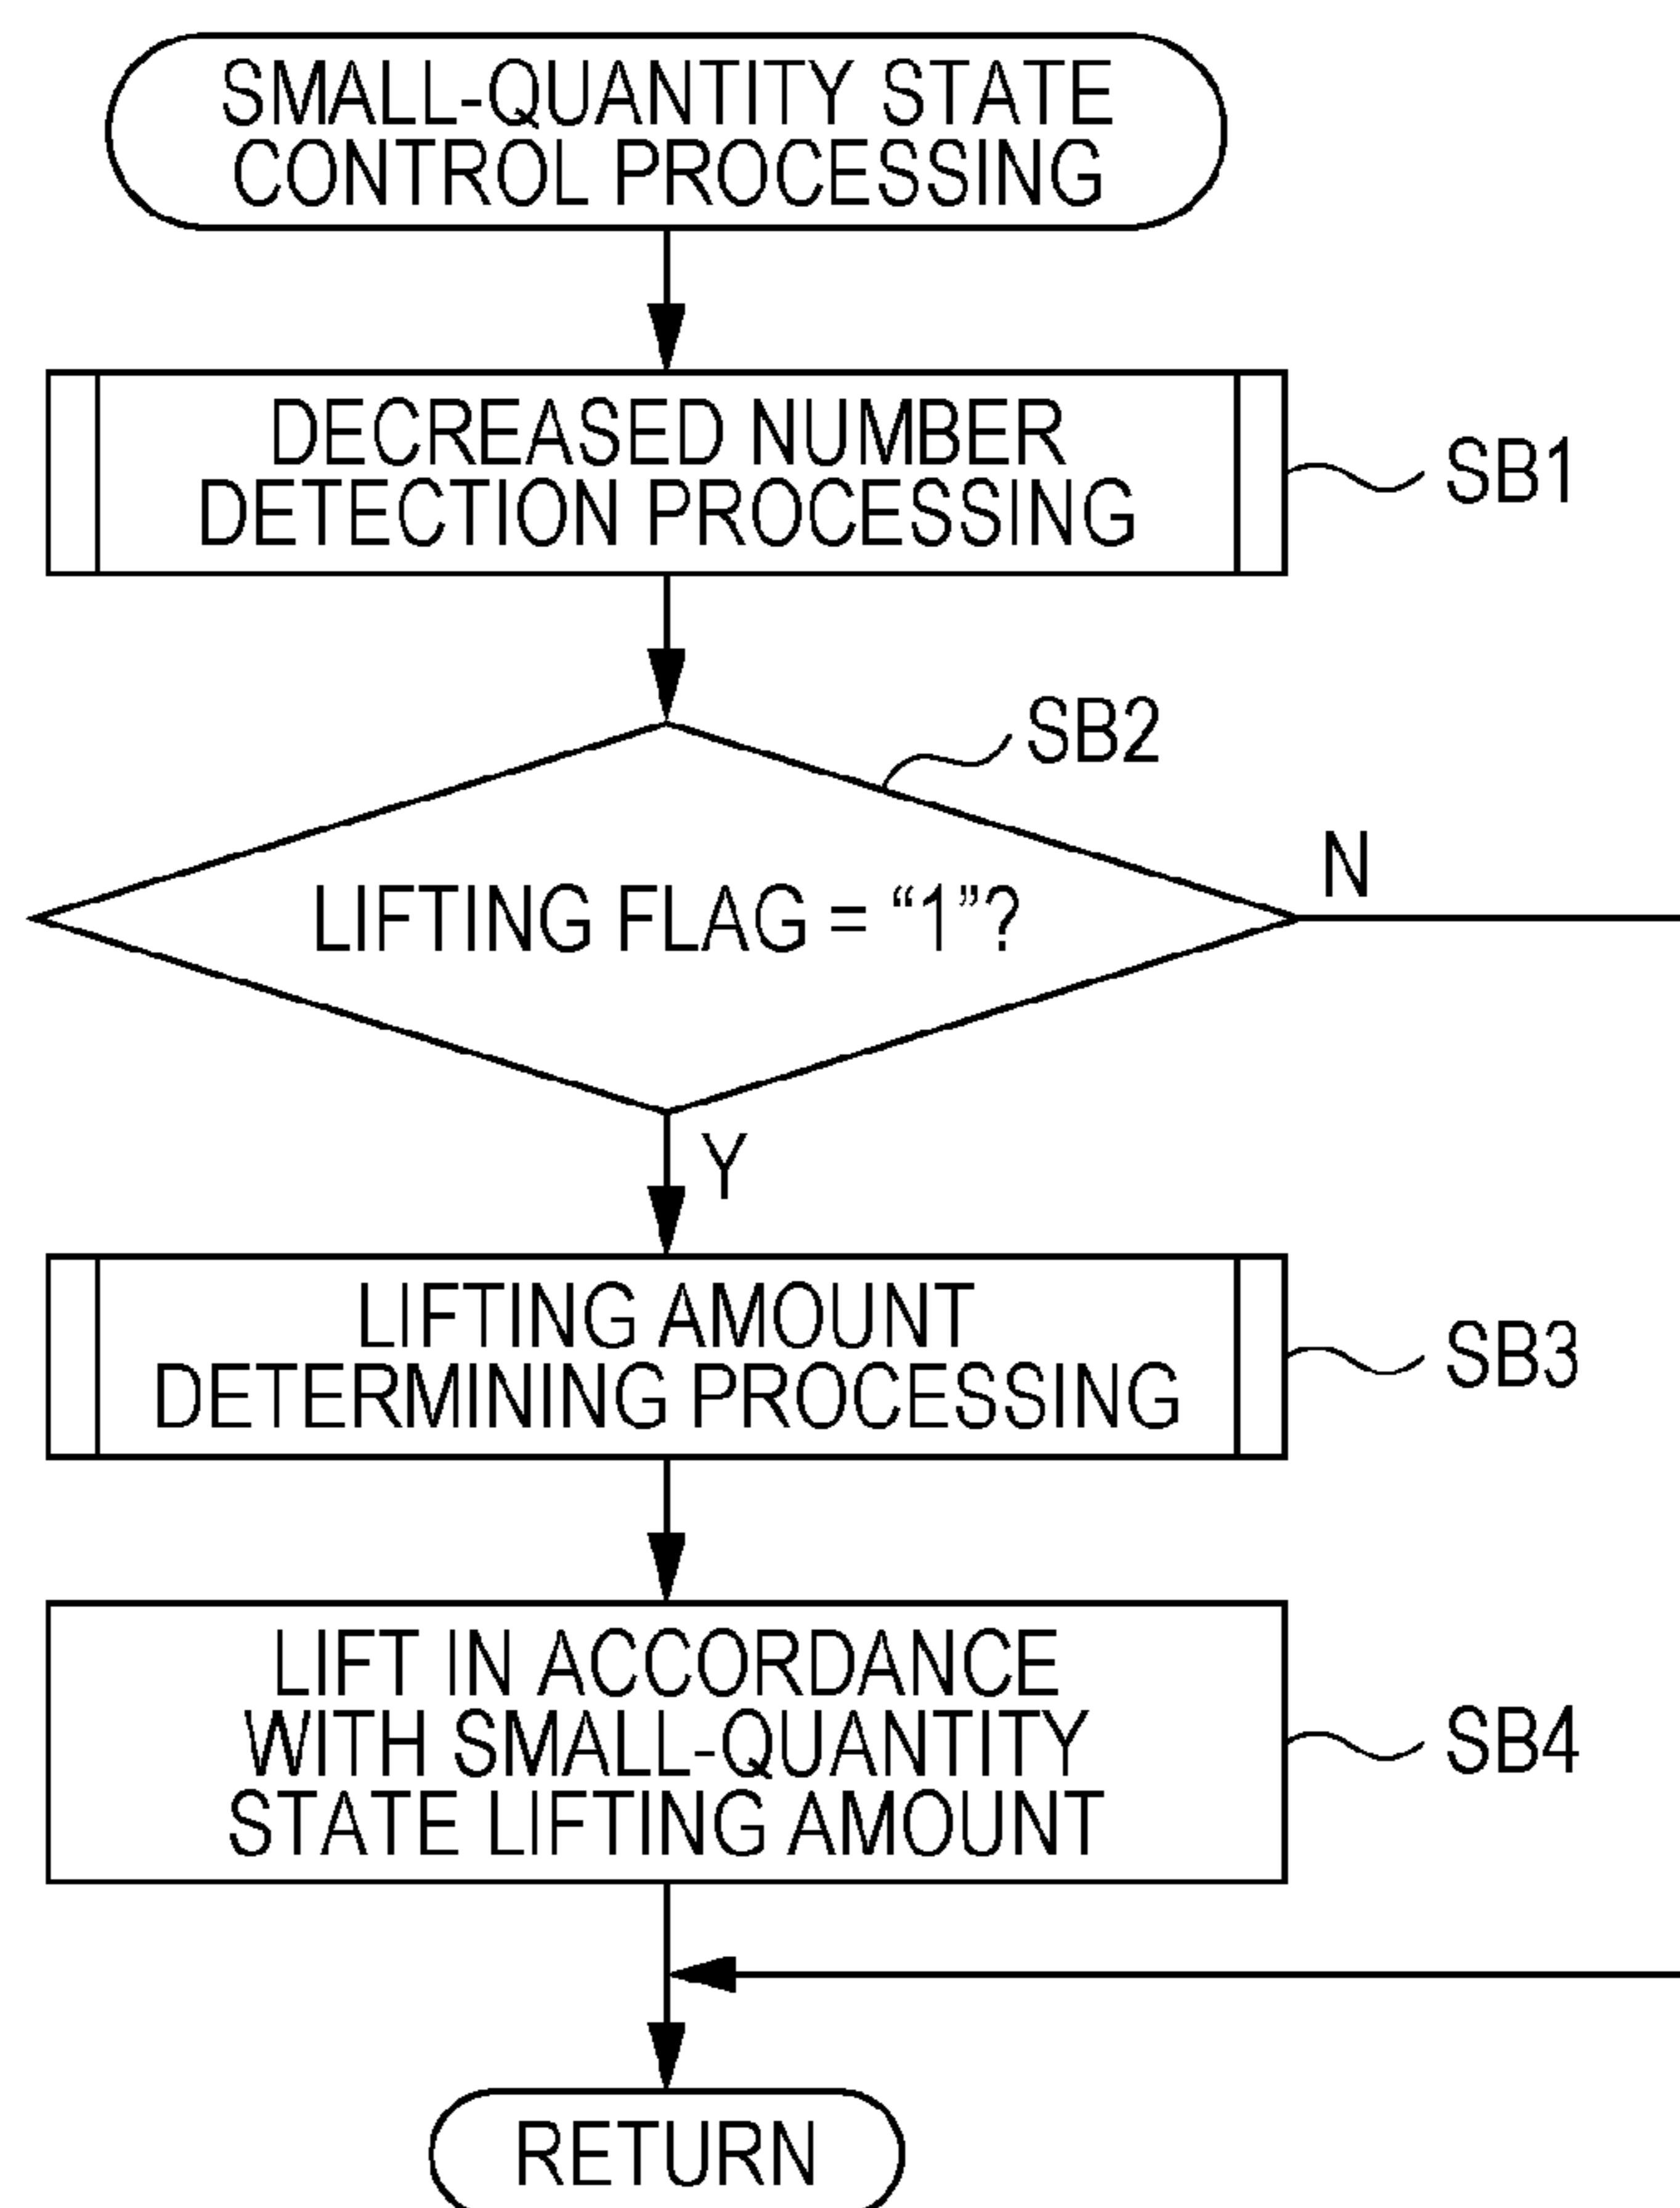 SMALL-QUANTITY STATE
CONTROL PROCESSING
DECREASED NUMBER
DETECTION PROCESSING
SB1
SB2
LIFTING FLAG = “1”?
N
Y
LIFTING AMOUNT
DETERMINING PROCESSING
SB3
LIFT IN ACCORDANCE
WITH SMALL-QUANTITY
STATE LIFTING AMOUNT
SB4
RETURN